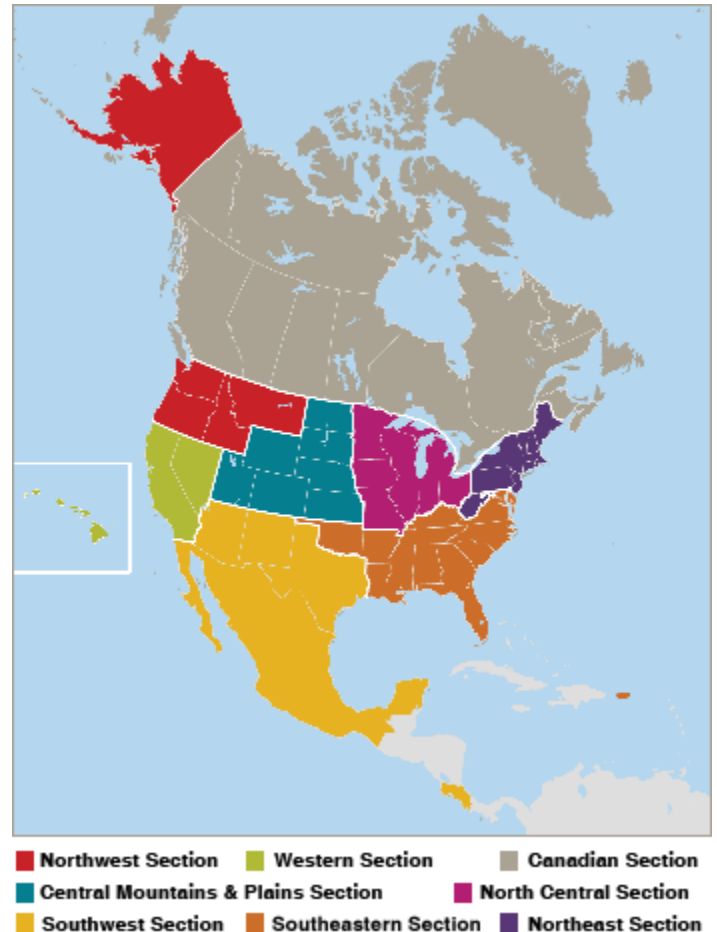 Northwest Section Western Section Canadian Section
Central Mountains & Plains Section North Central Section
Southwest Section Southeastern Section Northeast Section